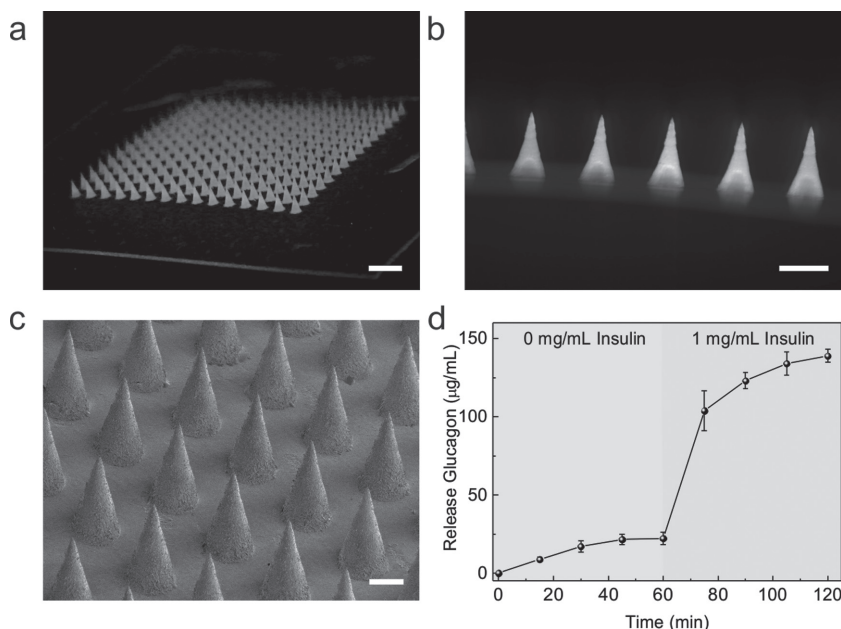 a
b
c
d
0 mg/mL Insulin
1 mg/mL Insulin
Release Glucagon (μg/mL)
150
100
50
0
0
20
40
60
80
100
120
Time (min)